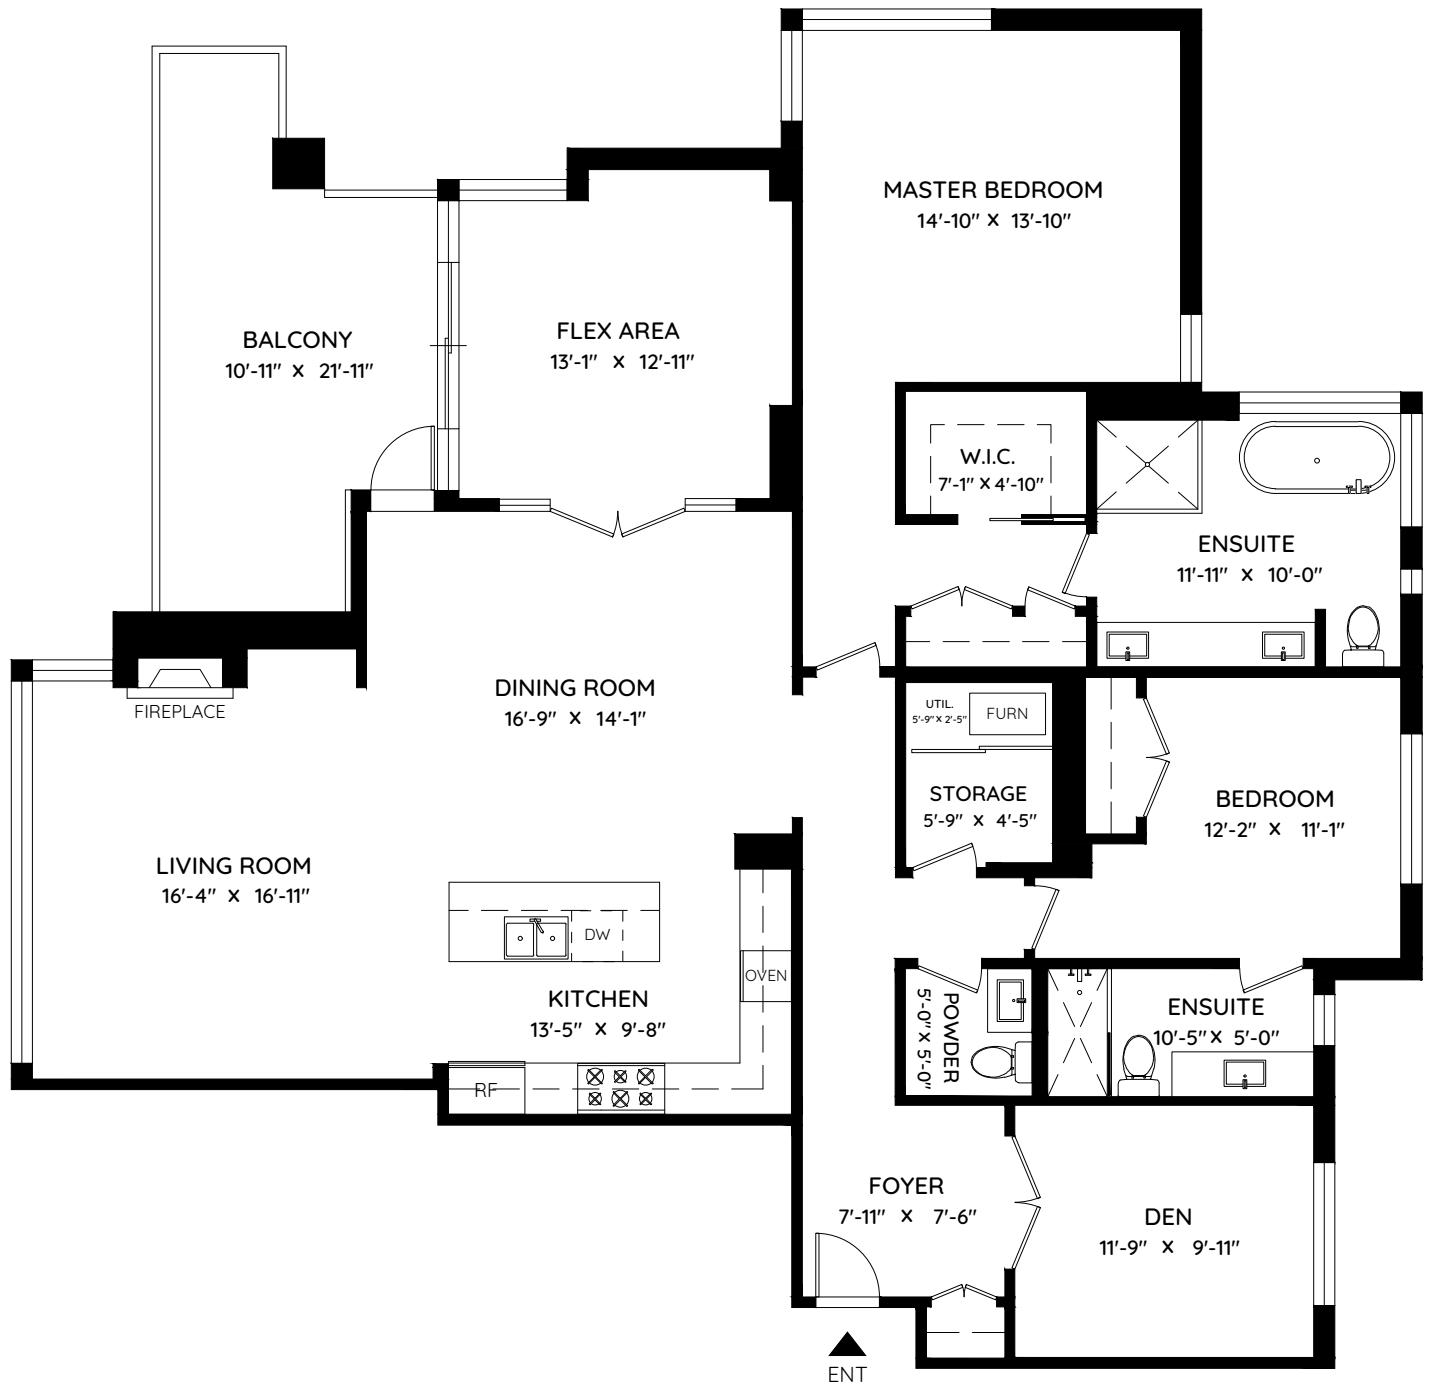 MASTER BEDROOM
14'-10" X 13'-10"
FLEX AREA
13'-1" X 12'-11"
BALCONY
10'-11" X 21'-11"
W.I.C.
7'-1" X 4'-10"
ENSUITE
11'-11" X 10'-0"
DINING ROOM
16'-9" X 14'-1"
FIREPLACE
UTIL.
5'-9" X 2'-5"
FURN
STORAGE
5'-9" X 4'-5"
BEDROOM
12'-2" X 11'-1"
LIVING ROOM
16'-4" X 16'-11"
DW
OVEN
KITCHEN
13'-5" X 9'-8"
RF
POWDER
5'-0" X 5'-0"
ENSUITE
10'-5" X 5'-0"
FOYER
7'-11" X 7'-6"
DEN
11'-9" X 9'-11"
ENT